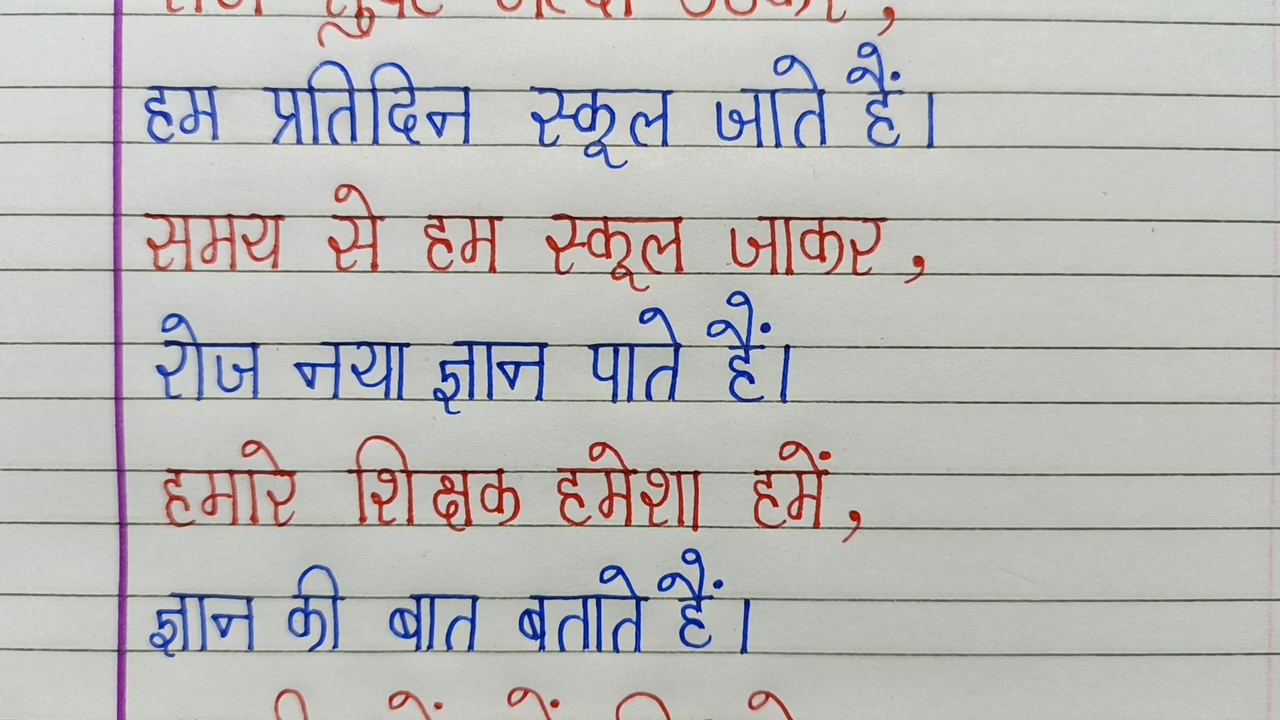 हम प्रतिदिन स्कूल जाते हैं।
समय से हम स्कूल जाकर,
रोज नया ज्ञान पाते हैं।
हमारे शिक्षक हमेशा हमें,
ज्ञान की बात बताते हैं।